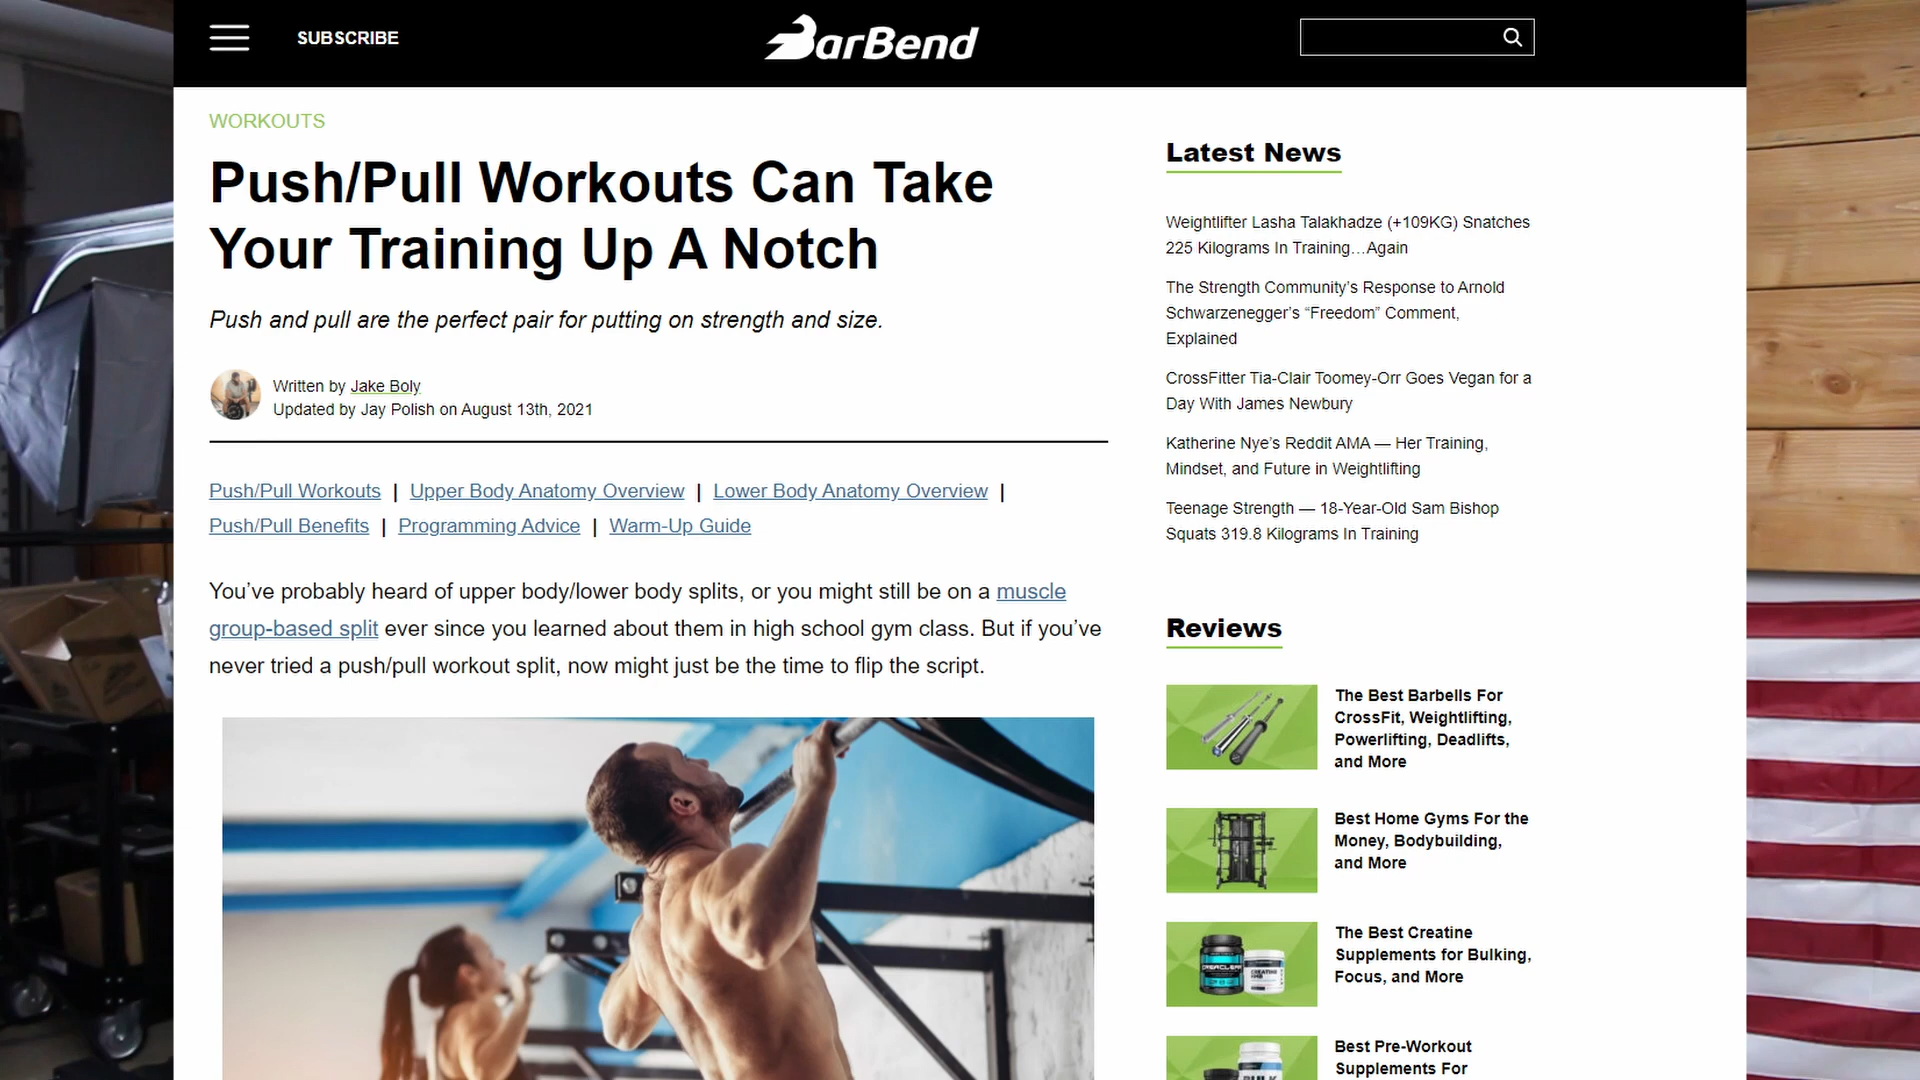 SUBSCRIBE
BarBend
WORKOUTS
Push/Pull Workouts Can Take
Your Training Up A Notch
Push and pull are the perfect pair for putting on strength and size.
Written by Jake Boly
Updated by Jay Polish on August 13th, 2021
Push/Pull Workouts | Upper Body Anatomy Overview | Lower Body Anatomy Overview |
Push/Pull Benefits | Programming Advice | Warm-Up Guide
You’ve probably heard of upper body/lower body splits, or you might still be on a muscle
group-based split ever since you learned about them in high school gym class. But if you’ve
never tried a push/pull workout split, now might just be the time to flip the script.
Latest News
Weightlifter Lasha Talakhadze (+109KG) Snatches
225 Kilograms In Training…Again
The Strength Community’s Response to Arnold
Schwarzenegger’s “Freedom” Comment,
Explained
CrossFitter Tia-Clair Toomey-Orr Goes Vegan for a
Day With James Newbury
Katherine Nye’s Reddit AMA — Her Training,
Mindset, and Future in Weightlifting
Teenage Strength — 18-Year-Old Sam Bishop
Squats 319.8 Kilograms In Training
Reviews
The Best Barbells For
CrossFit, Weightlifting,
Powerlifting, Deadlifts,
and More
Best Home Gyms For the
Money, Bodybuilding,
and More
The Best Creatine
Supplements for Bulking,
Focus, and More
CREATINE
Best Pre-Workout
Supplements For
BULK